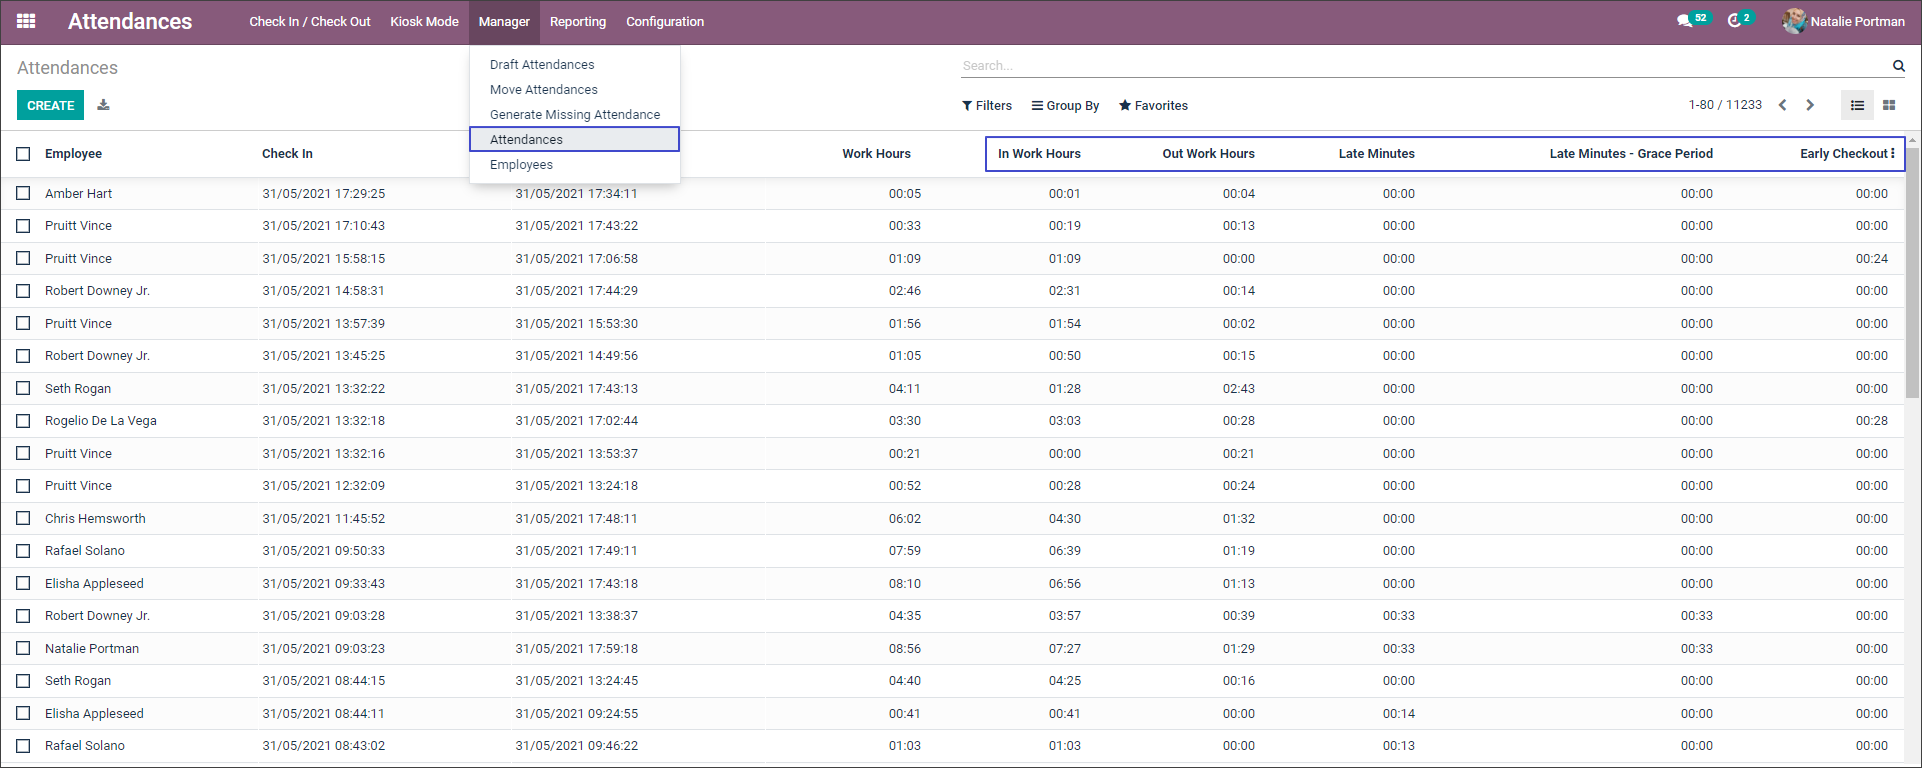 Attendances Check In / Check Out Kiosk Mode Manager Reporting Configuration 52 2 Natalie Portman
Draft Attendances
Move Attendances
Generate Missing Attendance
Attendances
Employees
Attendances
Search...
CREATE
Filters Group By Favorites 1-80 / 11233
Employee Check In Work Hours In Work Hours Out Work Hours Late Minutes Late Minutes - Grace Period Early Checkout
Amber Hart 31/05/2021 17:29:25 31/05/2021 17:34:11 00:05 00:01 00:04 00:00 00:00 00:00
Pruitt Vince 31/05/2021 17:10:43 31/05/2021 17:43:22 00:33 00:19 00:13 00:00 00:00 00:00
Pruitt Vince 31/05/2021 15:58:15 31/05/2021 17:06:58 01:09 01:09 00:00 00:00 00:00 00:24
Robert Downey Jr. 31/05/2021 14:58:31 31/05/2021 17:44:29 02:46 02:31 00:14 00:00 00:00 00:00
Pruitt Vince 31/05/2021 13:57:39 31/05/2021 15:53:30 01:56 01:54 00:02 00:00 00:00 00:00
Robert Downey Jr. 31/05/2021 13:45:25 31/05/2021 14:49:56 01:05 00:50 00:15 00:00 00:00 00:00
Seth Rogan 31/05/2021 13:32:22 31/05/2021 17:43:13 04:11 01:28 02:43 00:00 00:00 00:00
Rogelio De La Vega 31/05/2021 13:32:18 31/05/2021 17:02:44 03:30 03:03 00:28 00:00 00:00 00:28
Pruitt Vince 31/05/2021 13:32:16 31/05/2021 13:53:37 00:21 00:00 00:21 00:00 00:00 00:00
Pruitt Vince 31/05/2021 12:32:09 31/05/2021 13:24:18 00:52 00:28 00:24 00:00 00:00 00:00
Chris Hemsworth 31/05/2021 11:45:52 31/05/2021 17:48:11 06:02 04:30 01:32 00:00 00:00 00:00
Rafael Solano 31/05/2021 09:50:33 31/05/2021 17:49:11 07:59 06:39 01:19 00:00 00:00 00:00
Elisha Appleseed 31/05/2021 09:33:43 31/05/2021 17:43:18 08:10 06:56 01:13 00:00 00:00 00:00
Robert Downey Jr. 31/05/2021 09:03:28 31/05/2021 13:38:37 04:35 03:57 00:39 00:33 00:33 00:00
Natalie Portman 31/05/2021 09:03:23 31/05/2021 17:59:18 08:56 07:27 01:29 00:33 00:33 00:00
Seth Rogan 31/05/2021 08:44:15 31/05/2021 13:24:45 04:40 04:25 00:16 00:00 00:00 00:00
Elisha Appleseed 31/05/2021 08:44:11 31/05/2021 09:24:55 00:41 00:41 00:00 00:14 00:00 00:00
Rafael Solano 31/05/2021 08:43:02 31/05/2021 09:46:22 01:03 01:03 00:00 00:13 00:00 00:00